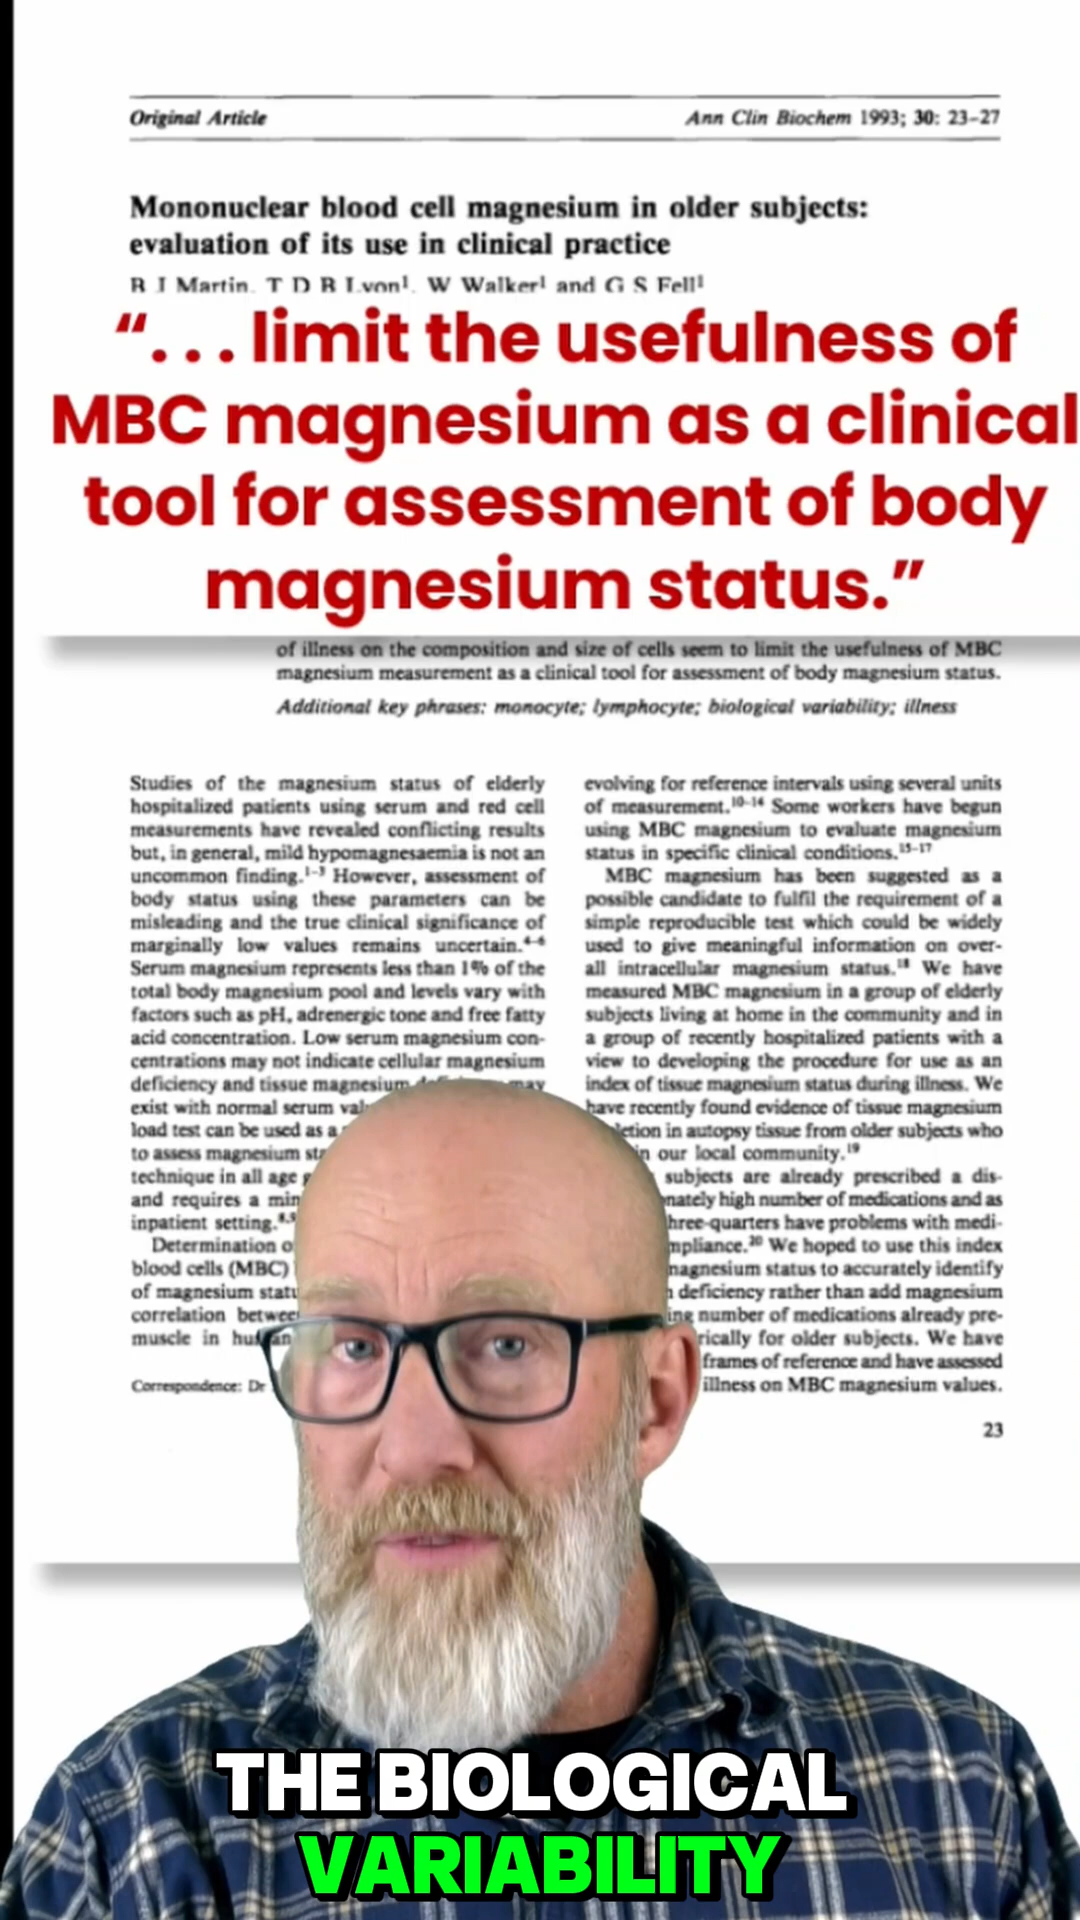 Original Article
Ann Clin Biochem 1993; 30: 23–27
Mononuclear blood cell magnesium in older subjects:
evaluation of its use in clinical practice
B J Martin, T D B Lyon¹, W Walker¹ and G S Fell¹
“. . . limit the usefulness of
MBC magnesium as a clinical
tool for assessment of body
magnesium status.”
of illness on the composition and size of cells seem to limit the usefulness of MBC
magnesium measurement as a clinical tool for assessment of body magnesium status.
Additional key phrases: monocyte; lymphocyte; biological variability; illness
Studies of the magnesium status of elderly
hospitalized patients using serum and red cell
measurements have revealed conflicting results
but, in general, mild hypomagnesaemia is not an
uncommon finding.¹⁻³ However, assessment of
body status using these parameters can be
misleading and the true clinical significance of
marginally low values remains uncertain.⁴⁻⁶
Serum magnesium represents less than 1% of the
total body magnesium pool and levels vary with
factors such as pH, adrenergic tone and free fatty
acid concentration. Low serum magnesium con-
centrations may not indicate cellular magnesium
deficiency and tissue magnesium may
exist with normal serum
load test can be used as a
to assess magnesium
technique in all age
and requires a
inpatient setting.⁸,⁹
Determination
blood cells (MBC)
of magnesium
correlation
muscle in
Correspondence: Dr
evolving for reference intervals using several units
of measurement.¹⁰⁻¹⁴ Some workers have begun
using MBC magnesium to evaluate magnesium
status in specific clinical conditions.¹⁵⁻¹⁷
MBC magnesium has been suggested as a
possible candidate to fulfil the requirement of a
simple reproducible test which could be widely
used to give meaningful information on over-
all intracellular magnesium status.¹⁸ We have
measured MBC magnesium in a group of elderly
subjects living at home in the community and in
a group of recently hospitalized patients with a
view to developing the procedure for use as an
index of tissue magnesium status during illness. We
have recently found evidence of tissue magnesium
in autopsy tissue from older subjects who
in our local community.¹⁹
subjects are already prescribed a dis-
high number of medications and as
three-quarters have problems with medi-
²⁰ We hoped to use this index
magnesium status to accurately identify
deficiency rather than add magnesium
number of medications already pre-
for older subjects. We have
frames of reference and have assessed
illness on MBC magnesium values.
23
THE BIOLOGICAL
VARIABILITY